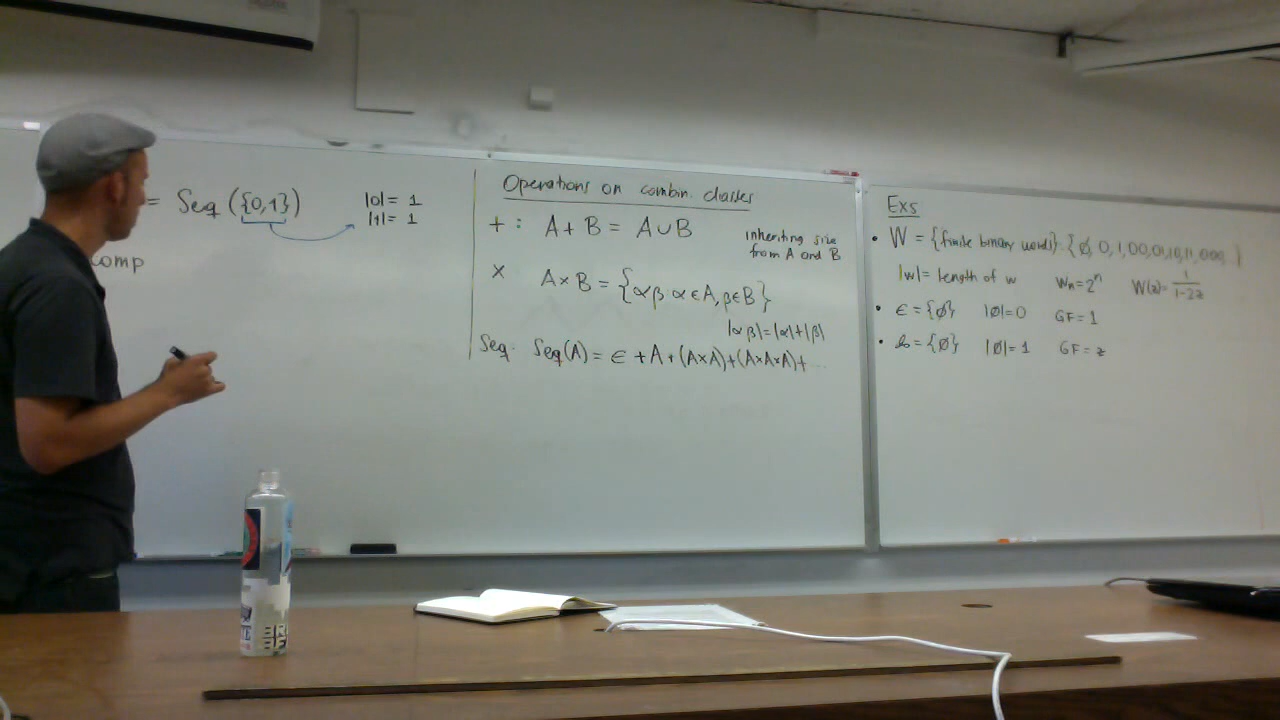 = Seq ({0,1}) |0|= 1
|1|= 1
comp
Operations on combin. classes
+ : A + B = A ∪ B
inheriting size
from A and B
× A × B = {αβ α ∈ A, β ∈ B}
|αβ|=|α|+|β|
Seq. Seq(A) = ε + A + (A×A)+(A×A×A)+ ...
Exs
• W = {finite binary words} {ø, 0, 1, 00, 01, 10, 11, 000, }
|w|= length of w Wn = 2^n W(z)= 1/1-2z
• ε = {ø} |ø|=0 GF=1
• = {ø} |ø|=1 GF= z